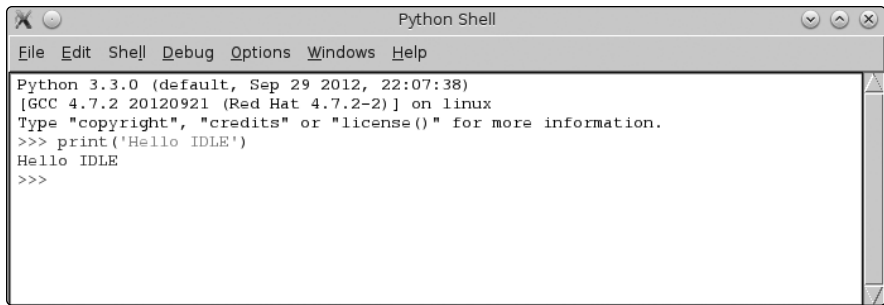 Python Shell
File Edit Shell Debug Options Windows Help
Python 3.3.0 (default, Sep 29 2012, 22:07:38)
[GCC 4.7.2 20120921 (Red Hat 4.7.2-2)] on linux
Type "copyright", "credits" or "license()" for more information.
>>> print('Hello IDLE')
Hello IDLE
>>>